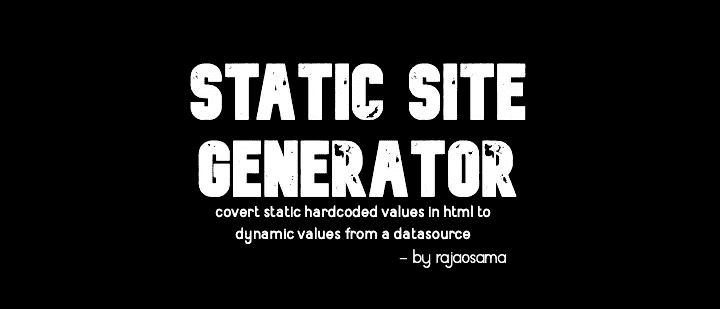 STATIC SITE
GENERATOR
covert static hardcoded values in html to
dynamic values from a datasource
– by rajaosama